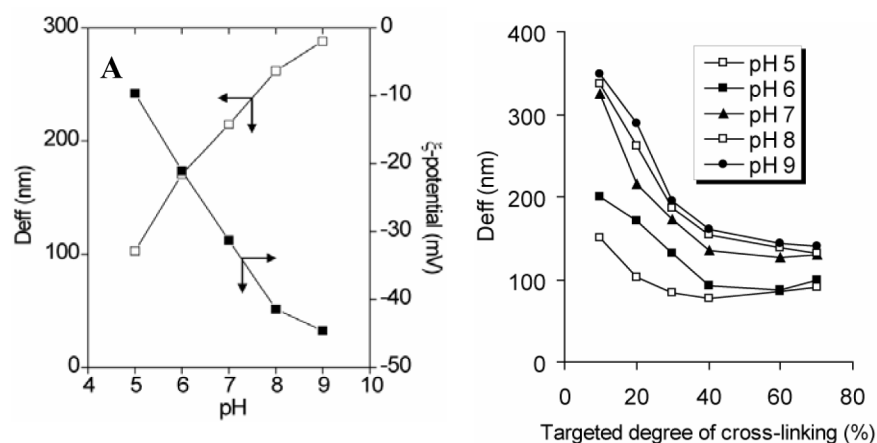 A
300
200
100
0
Deff (nm)
4 5 6 7 8 9 10
pH
0
-10
-20
-30
-40
-50
ξ-potential (mV)
400
300
200
100
0
Deff (nm)
0 20 40 60 80
Targeted degree of cross-linking (%)
pH 5
pH 6
pH 7
pH 8
pH 9